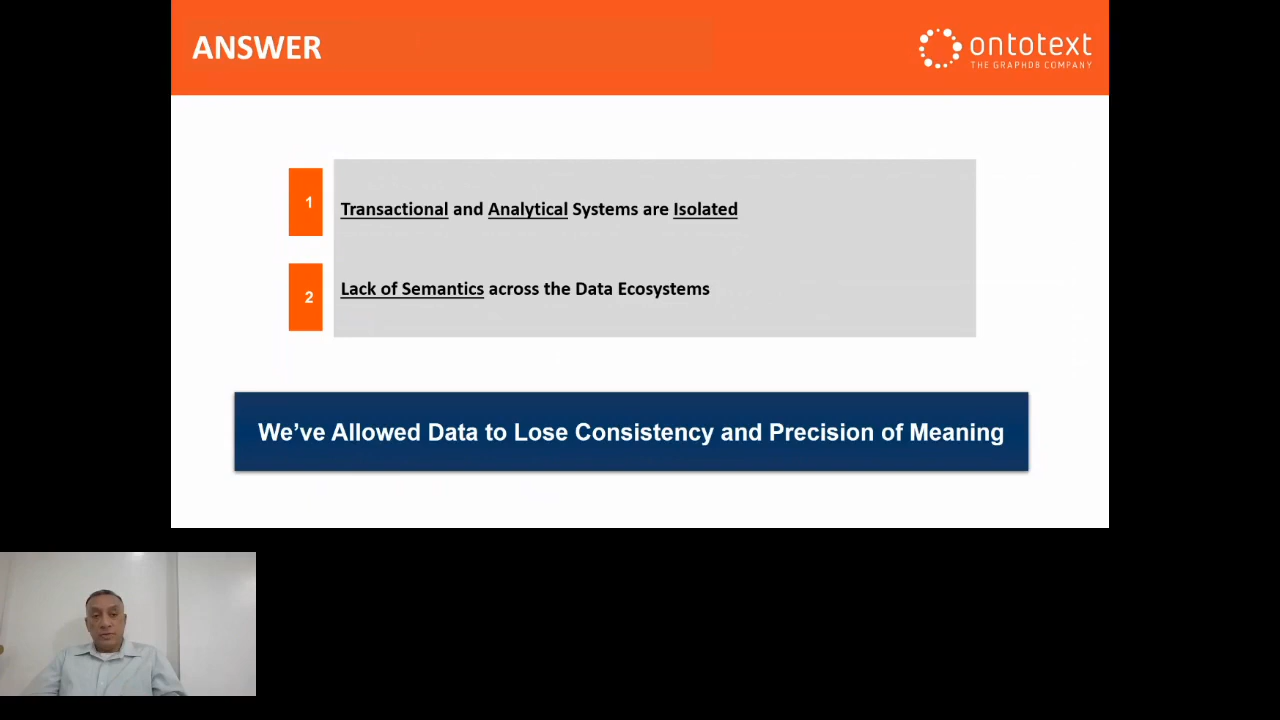 ANSWER
ontotext
THE GRAPHDB COMPANY
1
Transactional and Analytical Systems are Isolated
2
Lack of Semantics across the Data Ecosystems
We’ve Allowed Data to Lose Consistency and Precision of Meaning